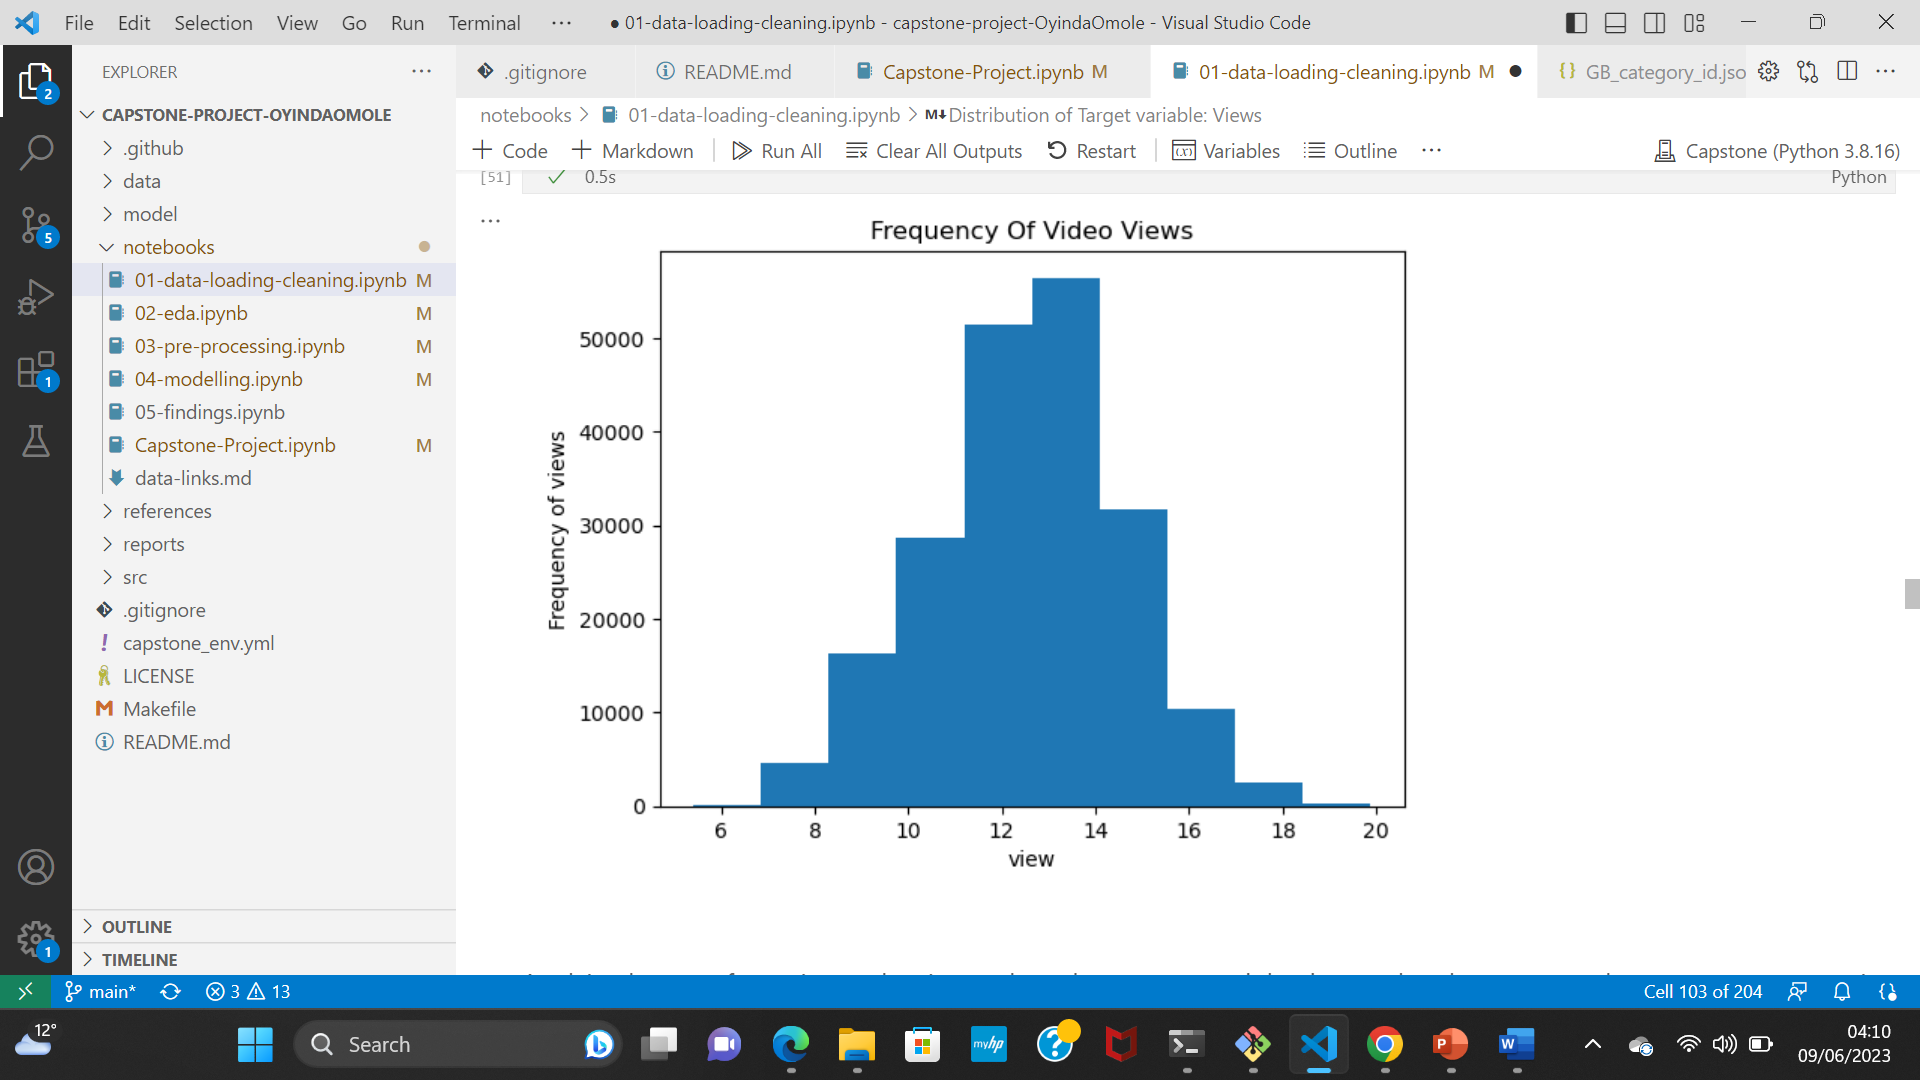 File Edit Selection View Go Run Terminal ··· ● 01-data-loading-cleaning.ipynb - capstone-project-OyindaOmole - Visual Studio Code
EXPLORER ···
.gitignore README.md Capstone-Project.ipynb M 01-data-loading-cleaning.ipynb M ● GB_category_id.jso ···
CAPSTONE-PROJECT-OYINDAOMOLE
.github
data
model
notebooks
01-data-loading-cleaning.ipynb M
02-eda.ipynb M
03-pre-processing.ipynb M
04-modelling.ipynb M
05-findings.ipynb
Capstone-Project.ipynb M
data-links.md
references
reports
src
.gitignore
capstone_env.yml
LICENSE
Makefile
README.md
OUTLINE
TIMELINE
2
5
1
1
notebooks > 01-data-loading-cleaning.ipynb > M↓Distribution of Target variable: Views
+ Code + Markdown Run All Clear All Outputs Restart Variables Outline ··· Capstone (Python 3.8.16)
[51] ✓ 0.5s Python
···
Frequency Of Video Views
Frequency of views
50000
40000
30000
20000
10000
0
6 8 10 12 14 16 18 20
view
main* 3 13 Cell 103 of 204
12° Search myhp 04:10
09/06/2023